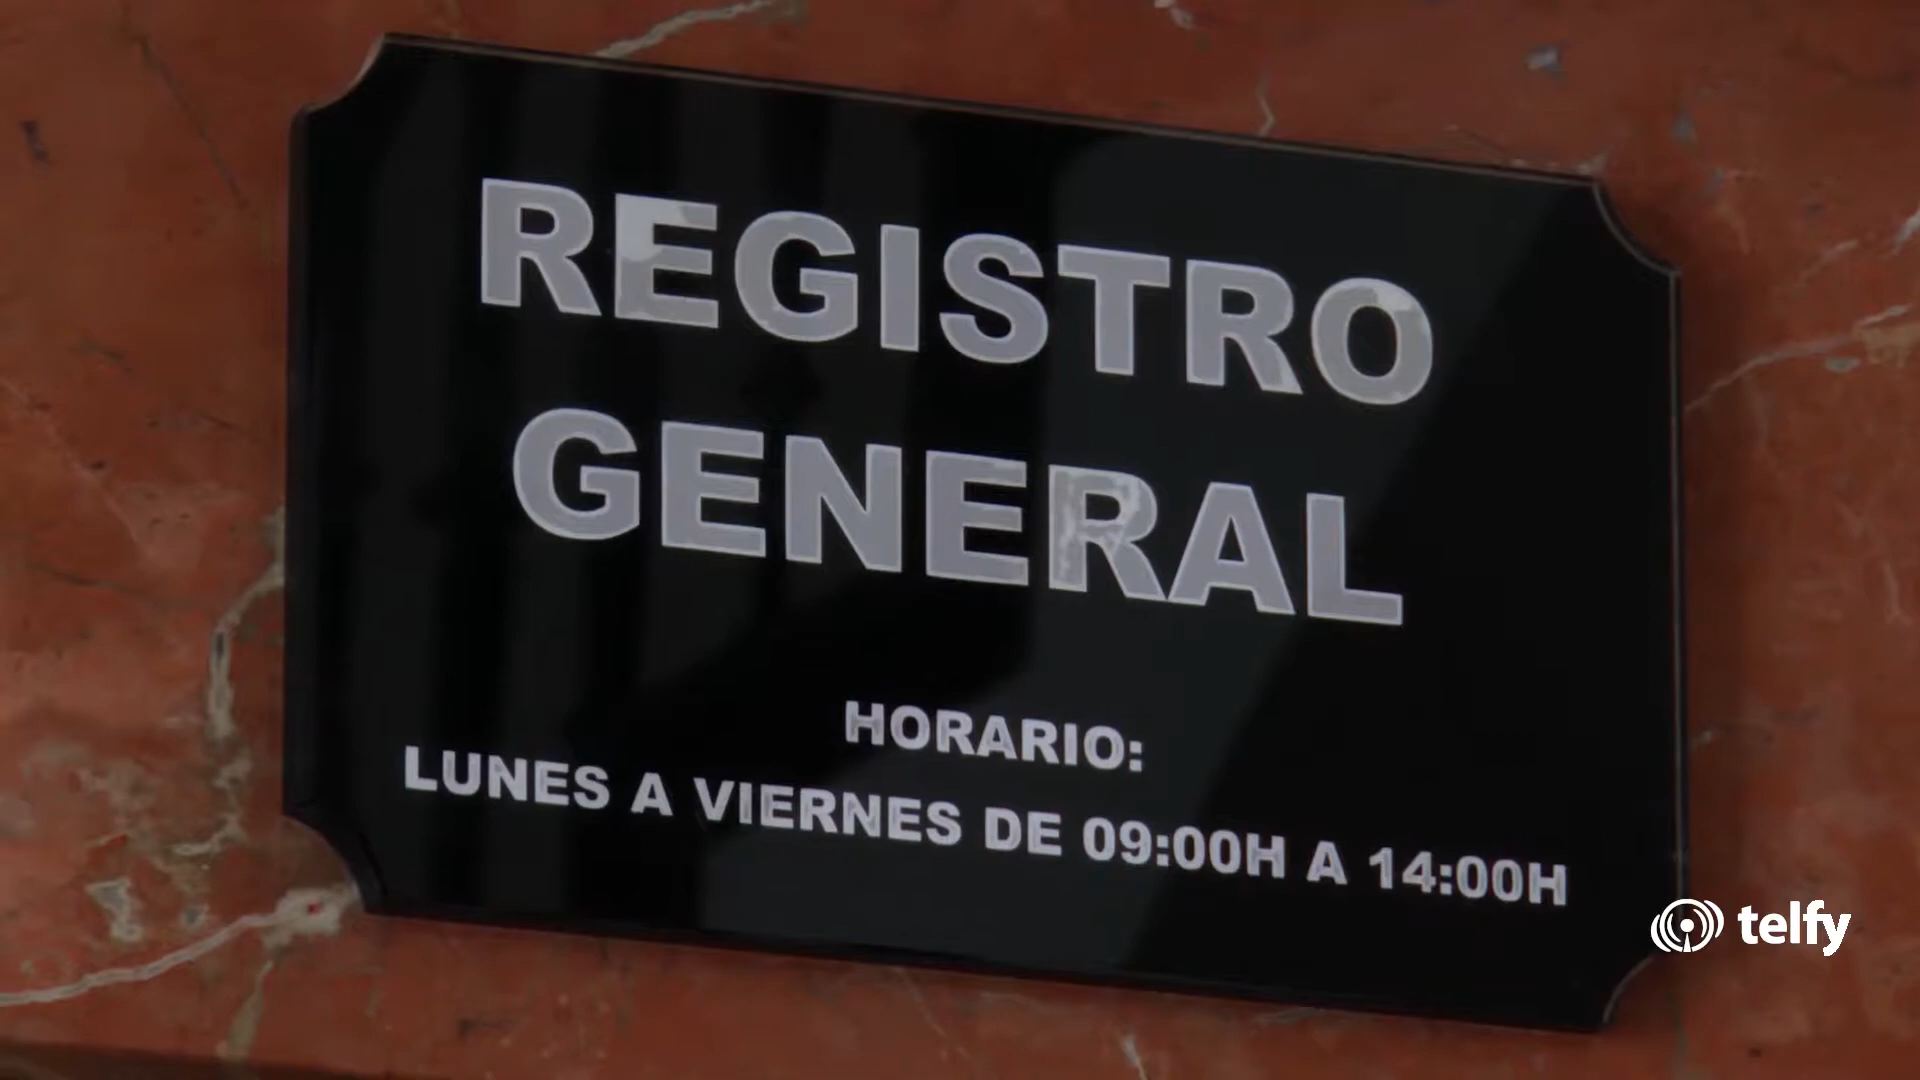 REGISTRO
GENERAL
HORARIO:
LUNES A VIERNES DE 09:00H A 14:00H
telfy